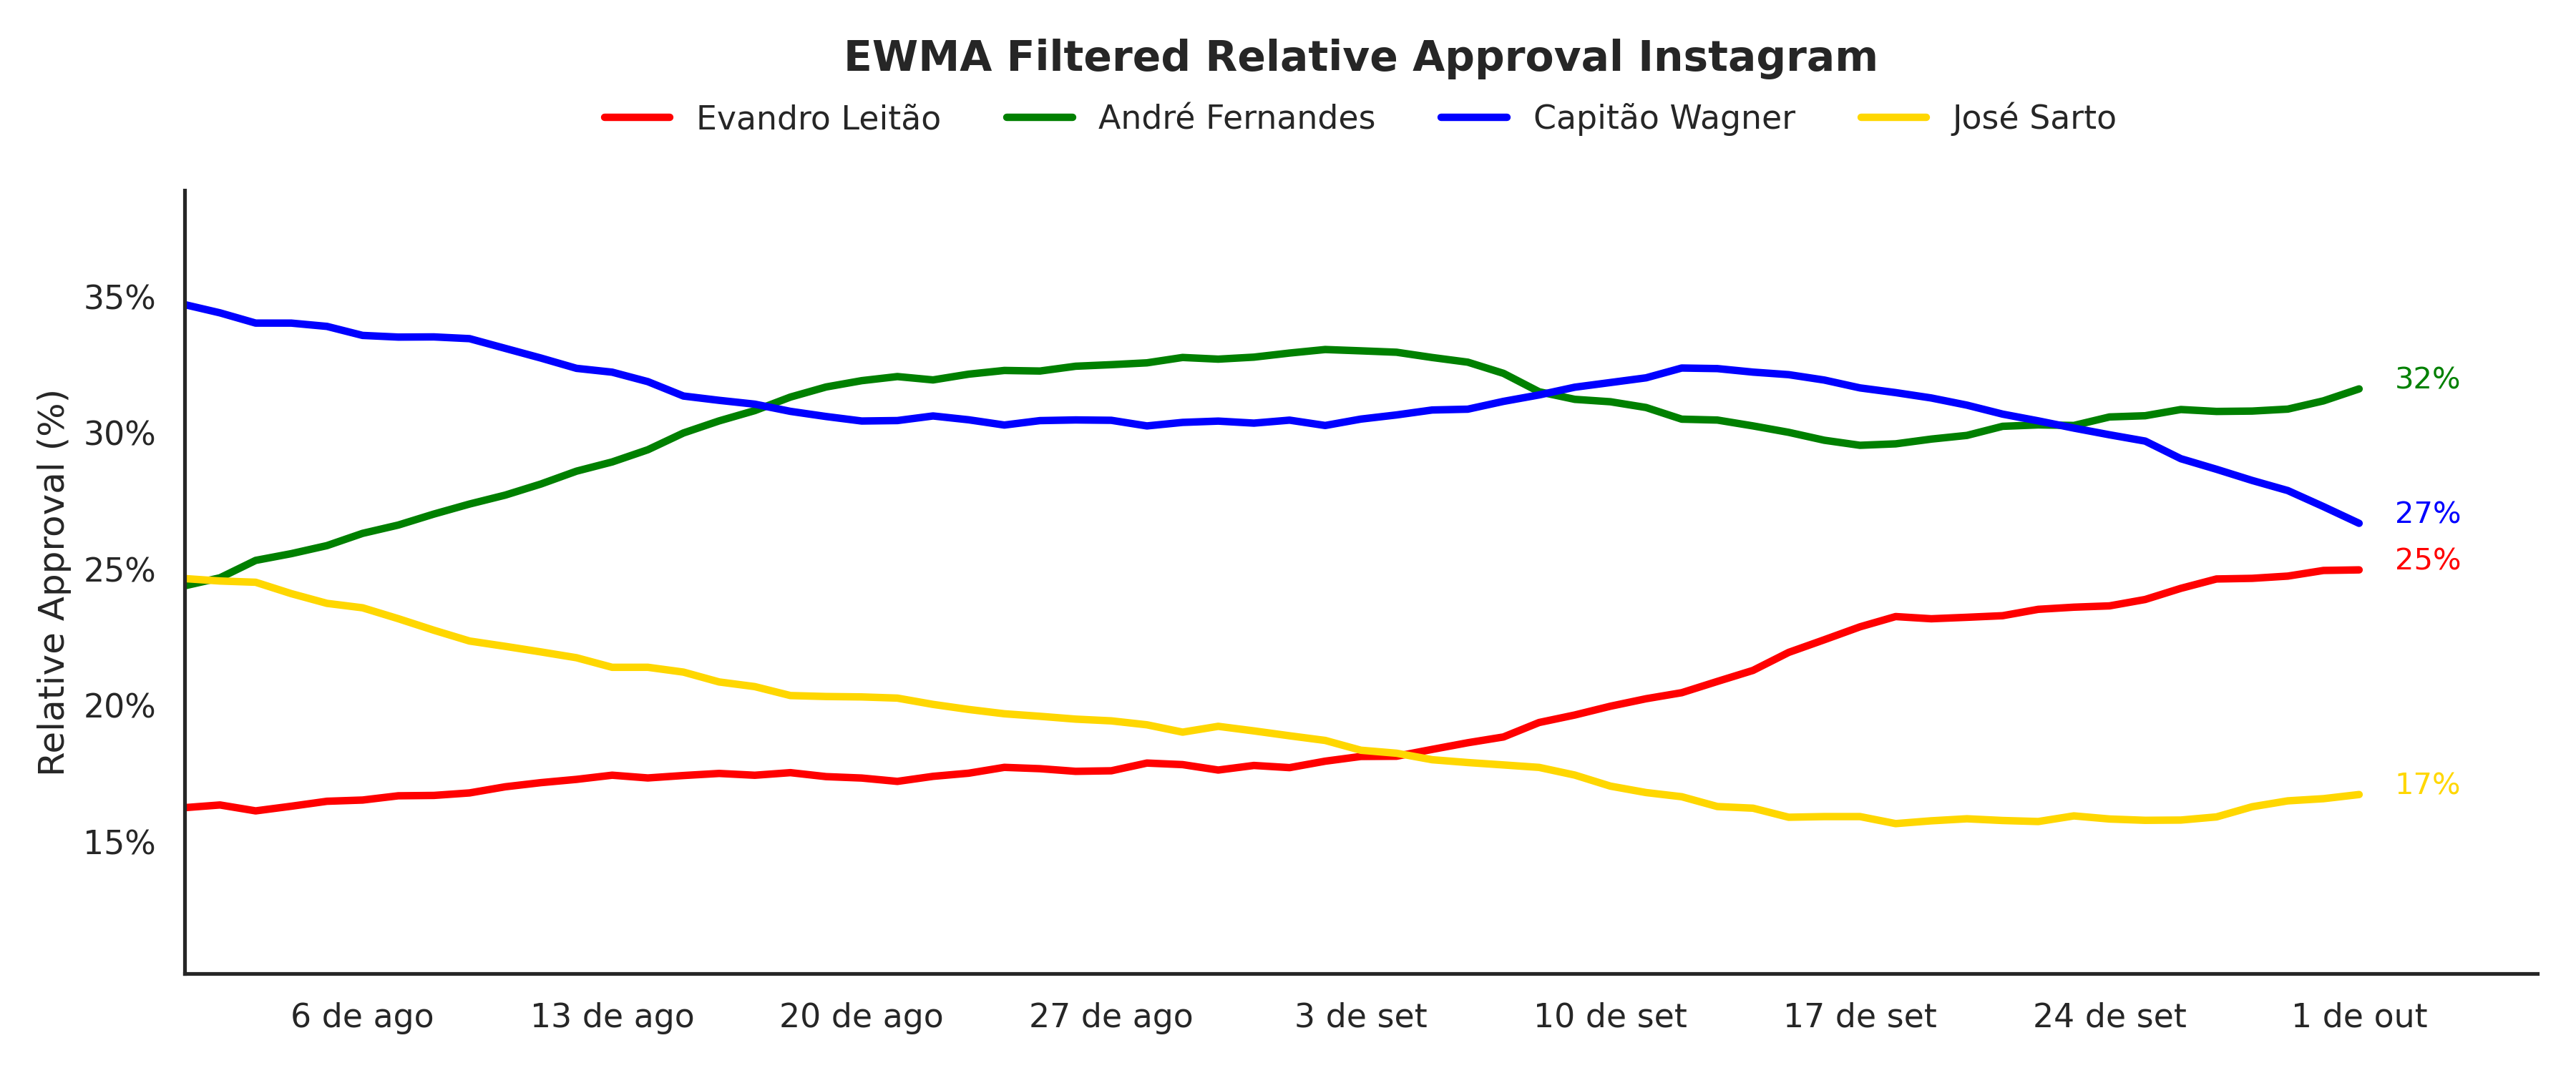 EWMA Filtered Relative Approval Instagram
Evandro Leitão André Fernandes Capitão Wagner José Sarto
Relative Approval (%)
35%
30%
25%
20%
15%
32%
27%
25%
17%
6 de ago 13 de ago 20 de ago 27 de ago 3 de set 10 de set 17 de set 24 de set 1 de out